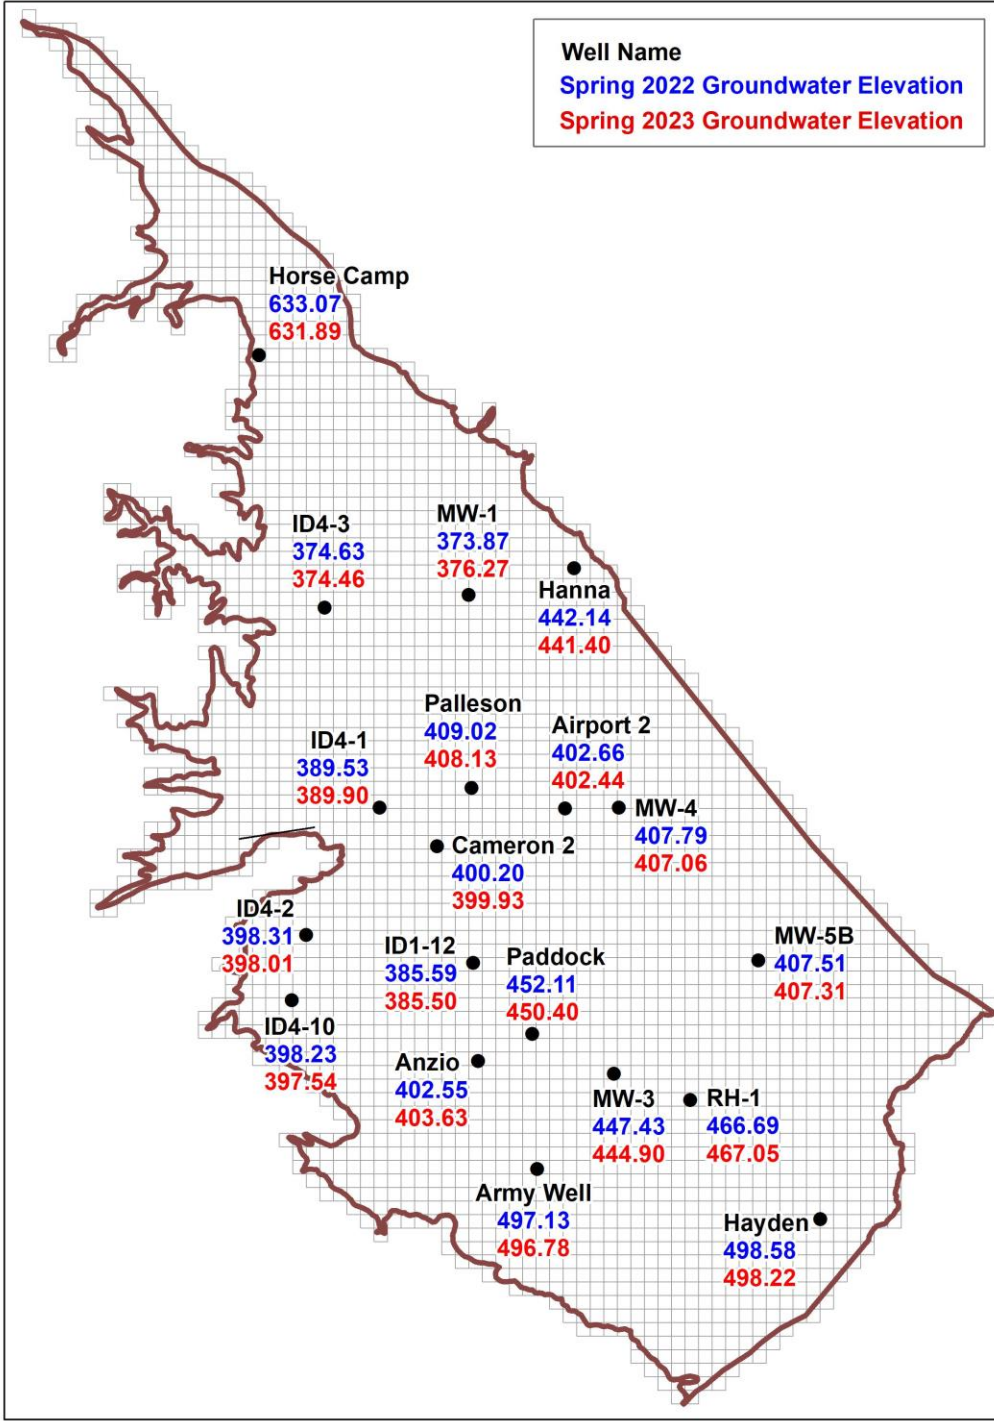 Well Name
Spring 2022 Groundwater Elevation
Spring 2023 Groundwater Elevation
Horse Camp
633.07
631.89
ID4-3
374.63
374.46
MW-1
373.87
376.27
Hanna
442.14
441.40
Palleson
409.02
408.13
Airport 2
402.66
402.44
ID4-1
389.53
389.90
MW-4
407.79
407.06
Cameron 2
400.20
399.93
ID4-2
398.31
398.01
ID1-12
385.59
385.50
Paddock
452.11
450.40
MW-5B
407.51
407.31
ID4-10
398.23
397.54
Anzio
402.55
403.63
MW-3
447.43
444.90
RH-1
466.69
467.05
Army Well
497.13
496.78
Hayden
498.58
498.22